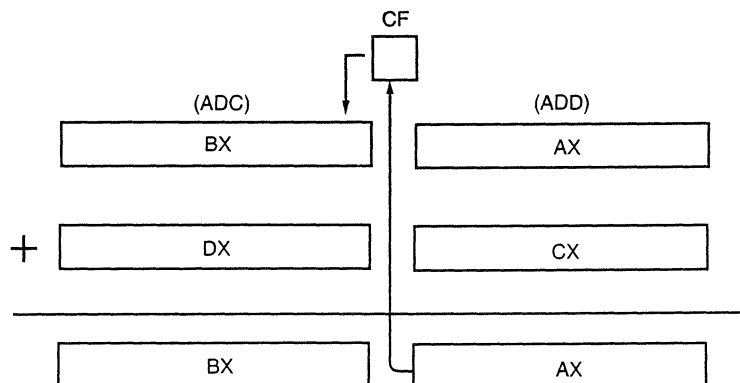 CF
(ADC) (ADD)
BX AX
+ DX CX
BX AX